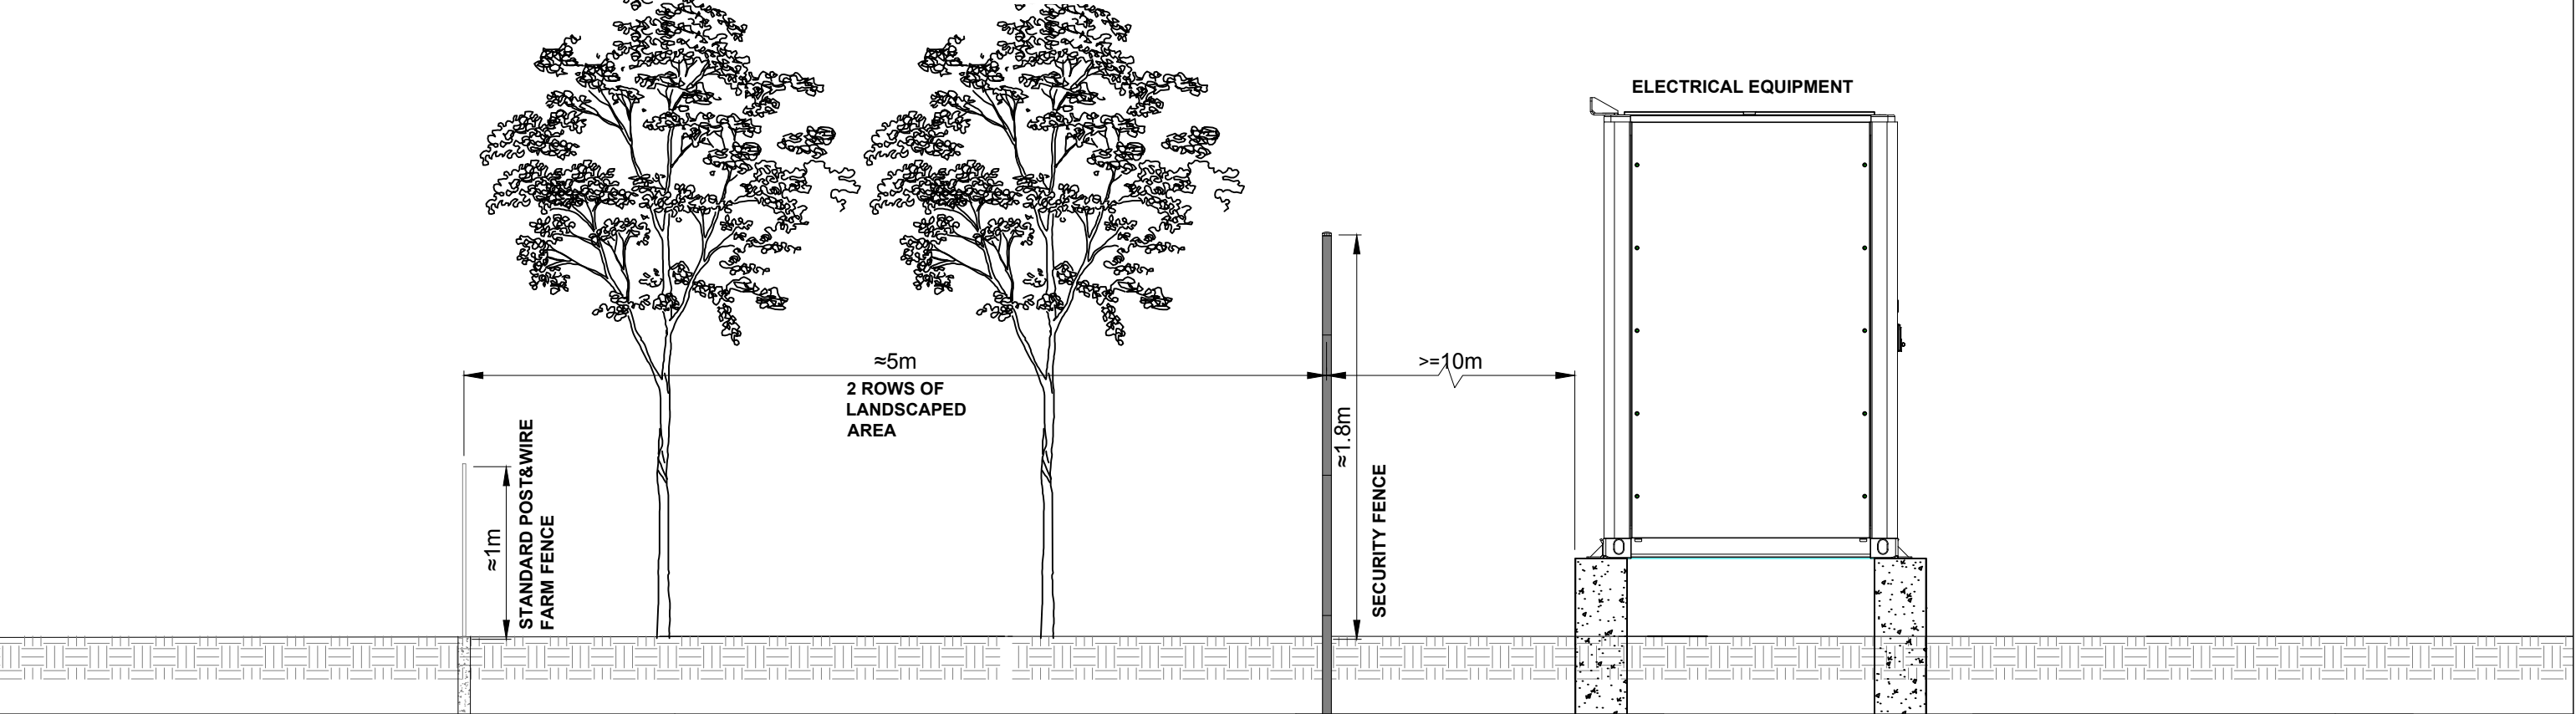 ELECTRICAL EQUIPMENT
≈5m
>=10m
2 ROWS OF
LANDSCAPED
AREA
≈1.8m
SECURITY FENCE
≈1m
STANDARD POST&WIRE
FARM FENCE